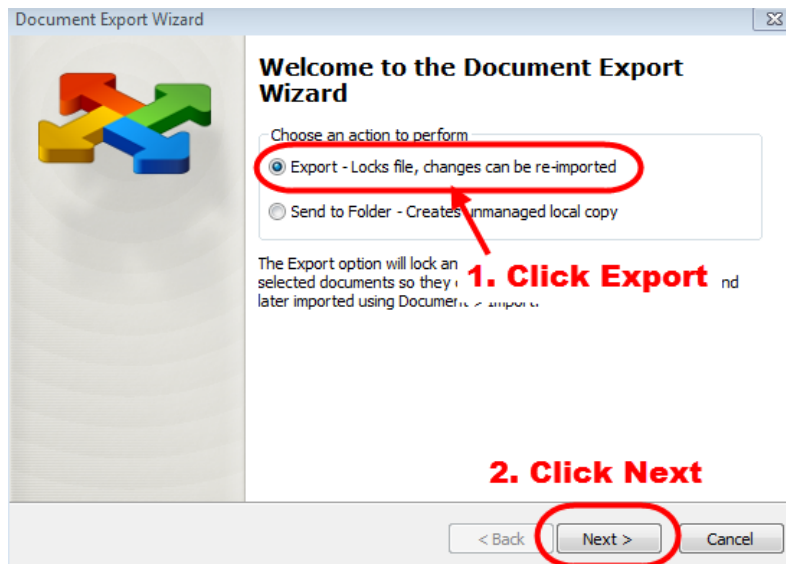 Document Export Wizard
Welcome to the Document Export
Wizard
Choose an action to perform
Export - Locks file, changes can be re-imported
Send to Folder - Creates unmanaged local copy
The Export option will lock an
selected documents so they
1. Click Export
nd
later imported using Document > Import.
2. Click Next
< Back
Next >
Cancel